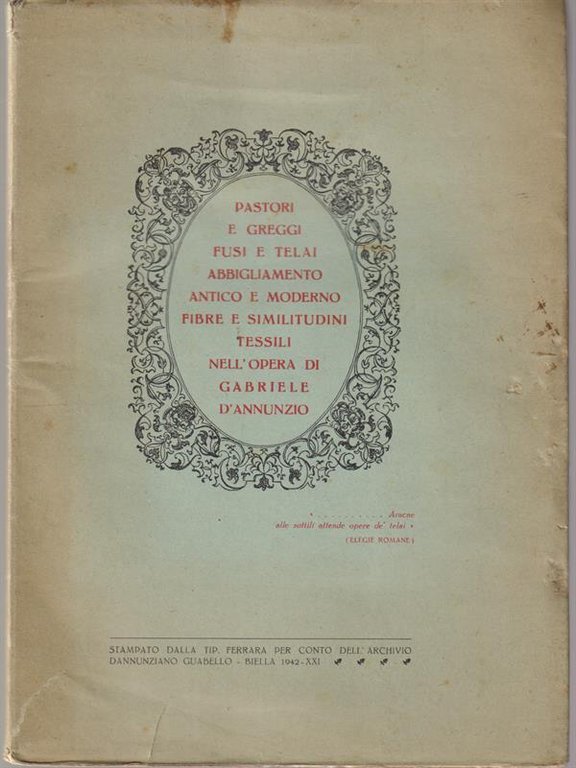 PASTORI
E GREGGI
FUSI E TELAI
ABBIGLIAMENTO
ANTICO E MODERNO
FIBRE E SIMILITUDINI
TESSILI
NELL'OPERA DI
GABRIELE
D'ANNUNZIO
« . . . . . . . . . . Aracne
alle sottili attende opere de' telai »
(ELEGIE ROMANE)
STAMPATO DALLA TIP. FERRARA PER CONTO DELL'ARCHIVIO
DANNUNZIANO GUABELLO - BIELLA 1942-XXI